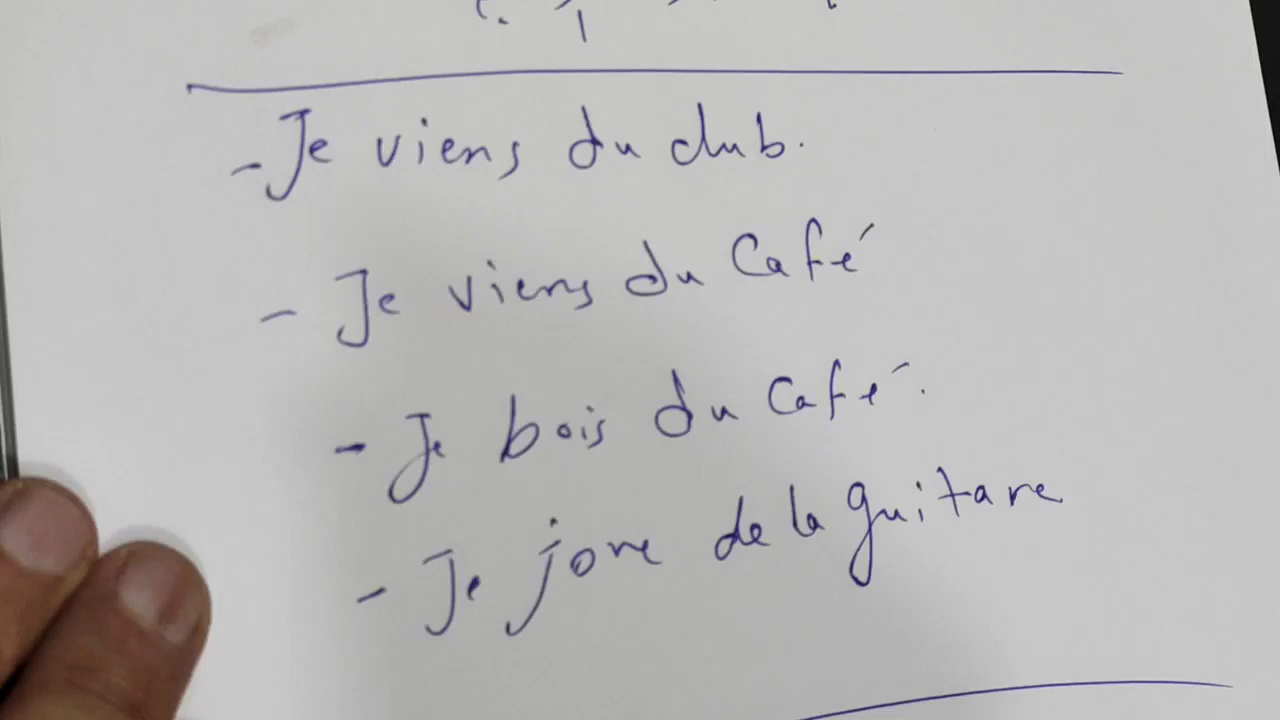 - Je viens du club.
- Je viens du Café
- Je bois du Café.
- Je joue de la guitare